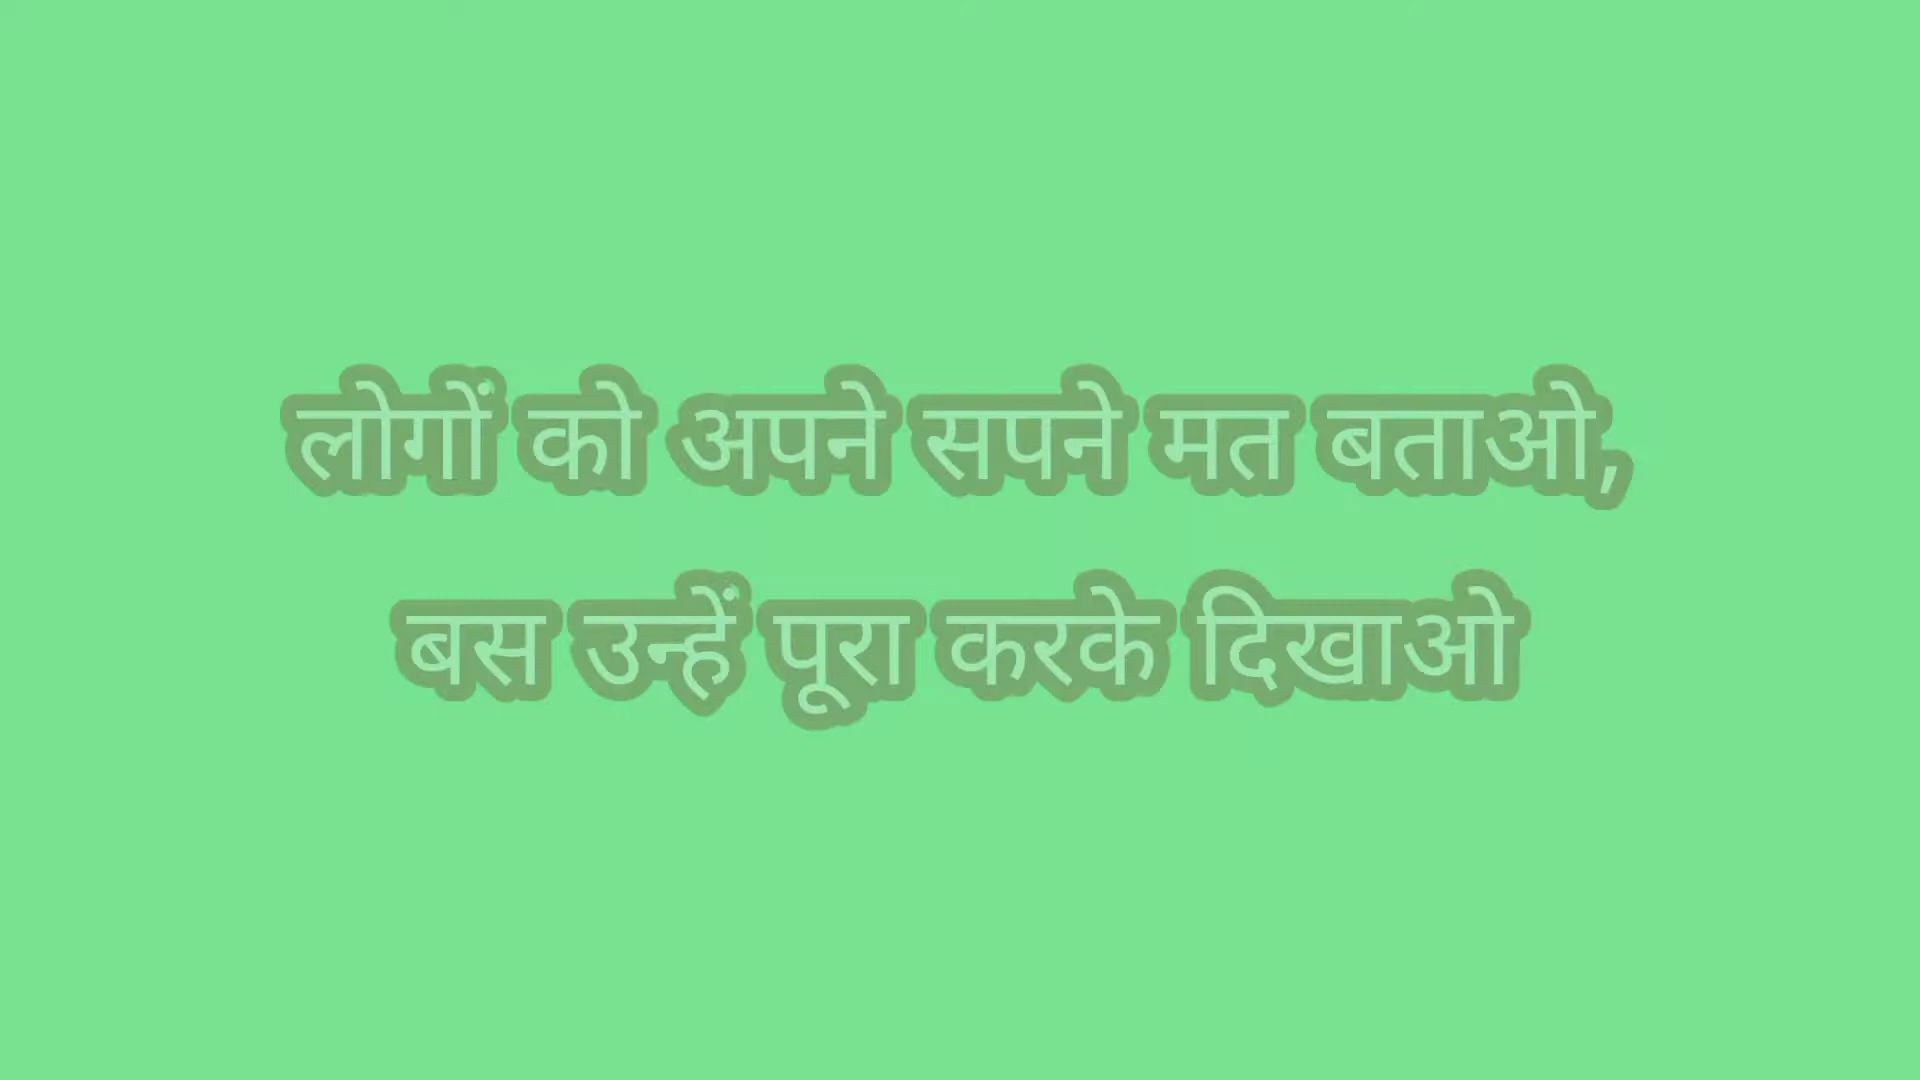 लोगों को अपने सपने मत बताओ,
बस उन्हें पूरा करके दिखाओ